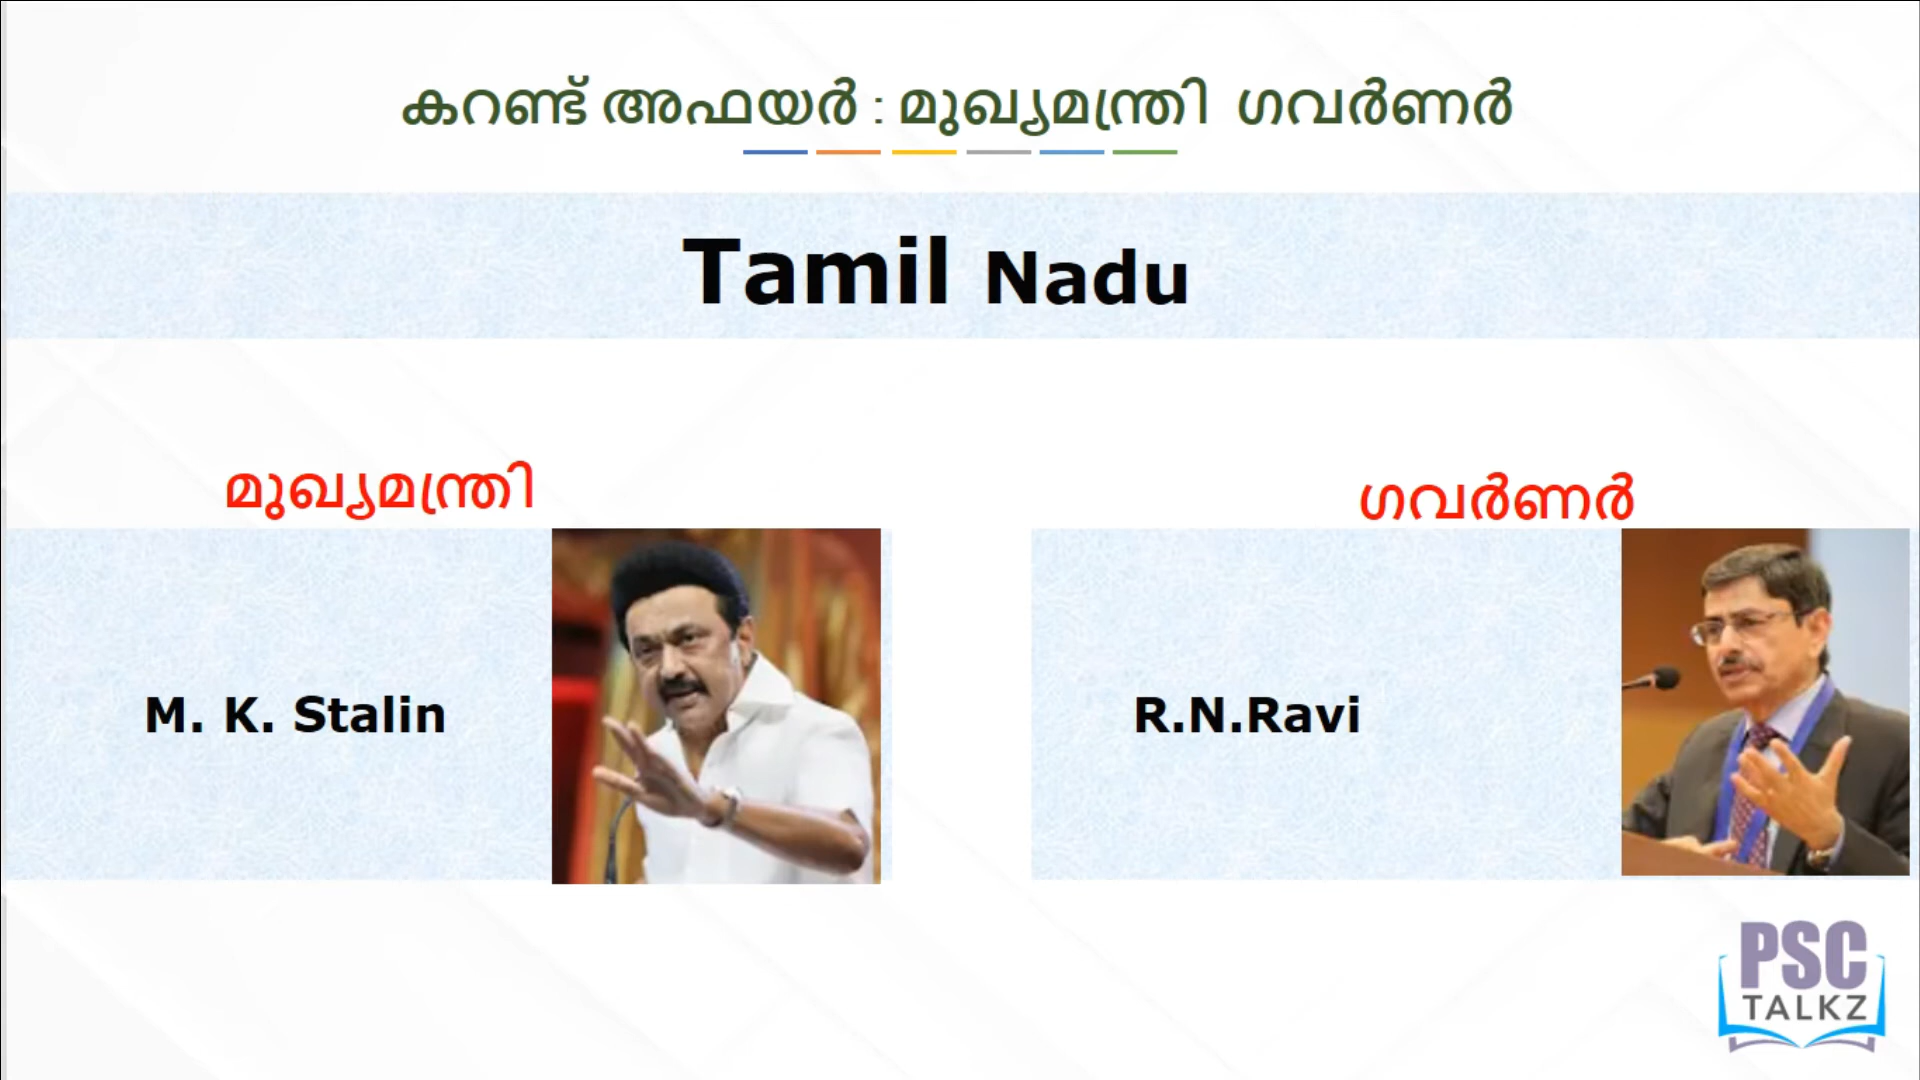 കറണ്ട് അഫയർ : മുഖ്യമന്ത്രി ഗവർണർ
Tamil Nadu
മുഖ്യമന്ത്രി
ഗവർണർ
M. K. Stalin
R.N.Ravi
PSC
TALKZ